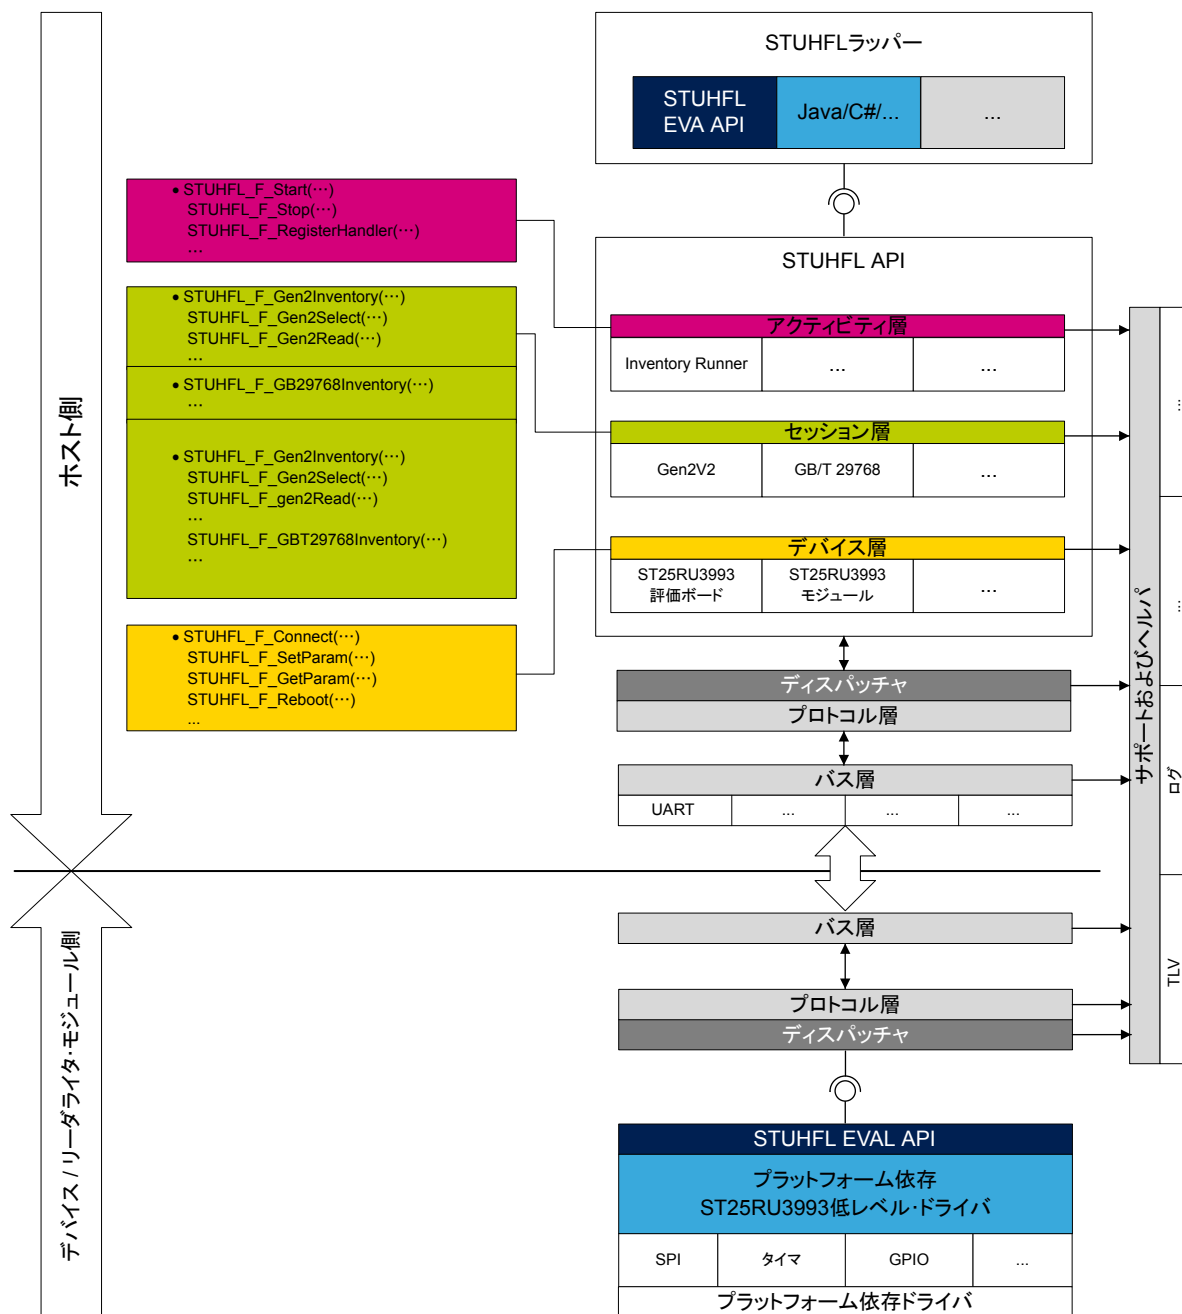 STUHFLラッパー
STUHFL
EVA API
Java/C#/...
...
• STUHFL_F_Start(⋯)
STUHFL_F_Stop(⋯)
STUHFL_F_RegisterHandler(⋯)
...
• STUHFL_F_Gen2Inventory(⋯)
STUHFL_F_Gen2Select(⋯)
STUHFL_F_Gen2Read(⋯)
...
• STUHFL_F_GB29768Inventory(⋯)
...
• STUHFL_F_Gen2Inventory(⋯)
STUHFL_F_Gen2Select(⋯)
STUHFL_F_gen2Read(⋯)
...
STUHFL_F_GBT29768Inventory(⋯)
...
• STUHFL_F_Connect(⋯)
STUHFL_F_SetParam(⋯)
STUHFL_F_GetParam(⋯)
STUHFL_F_Reboot(⋯)
...
ホスト側
STUHFL API
アクティビティ層
Inventory Runner
...
...
セッション層
Gen2V2
GB/T 29768
...
デバイス層
ST25RU3993
評価ボード
ST25RU3993
モジュール
...
ディスパッチャ
プロトコル層
バス層
UART
...
...
...
サポートおよびヘルパ
...
...
ログ
TLV
デバイス / リーダライタ・モジュール側
バス層
プロトコル層
ディスパッチャ
STUHFL EVAL API
プラットフォーム依存
ST25RU3993低レベル・ドライバ
SPI
タイマ
GPIO
...
プラットフォーム依存ドライバ